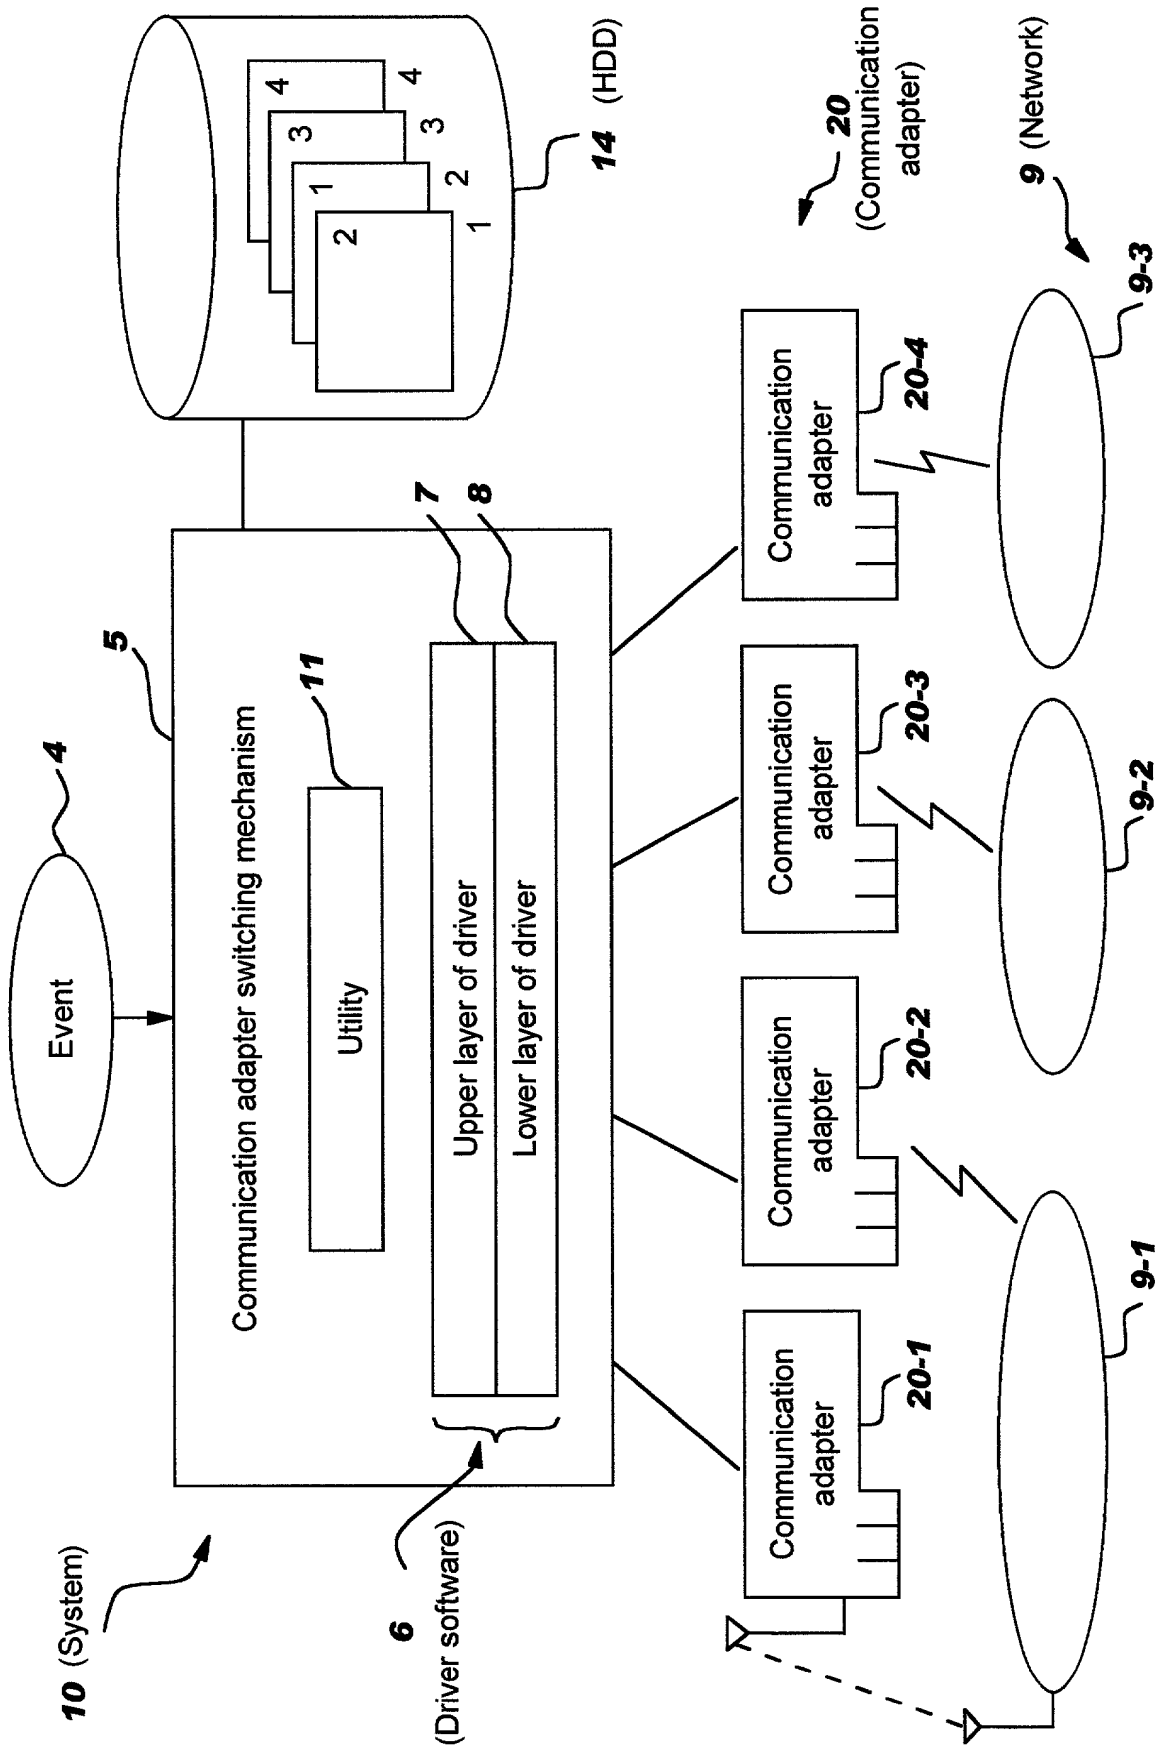 10 (System)
Event
4
5
Communication adapter switching mechanism
Utility
11
6
(Driver software)
Upper layer of driver
7
Lower layer of driver
8
4
3
1
2
4
3
2
1
14 (HDD)
20
(Communication
adapter)
Communication
adapter
20-1
Communication
adapter
20-2
Communication
adapter
20-3
Communication
adapter
20-4
9 (Network)
9-1
9-2
9-3